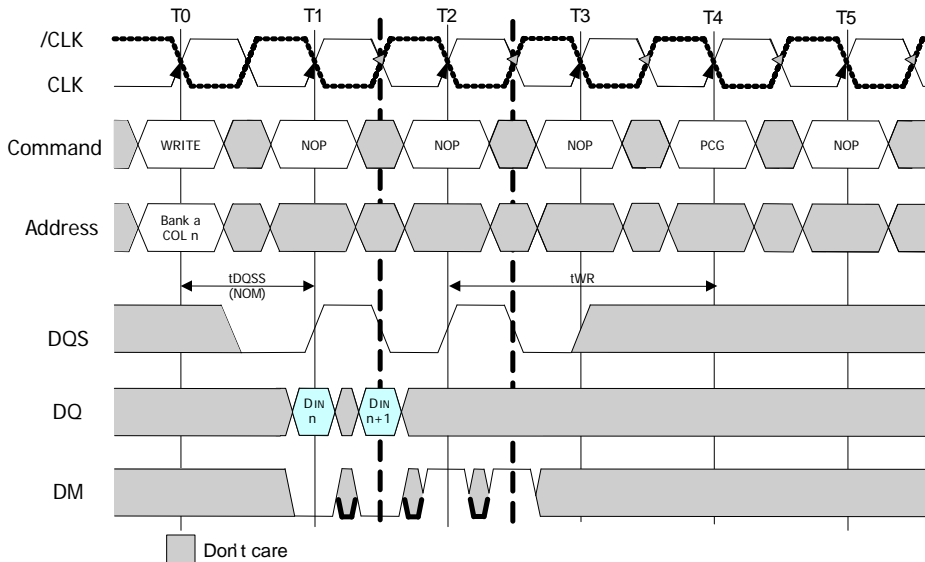 T0 T1 T2 T3 T4 T5
/CLK
CLK
Command WRITE NOP NOP NOP PCG NOP
Address Bank a
COL n
tDQSS
(NOM)
tWR
DQS
DQ DIN
n
DIN
n+1
DM
Don't care